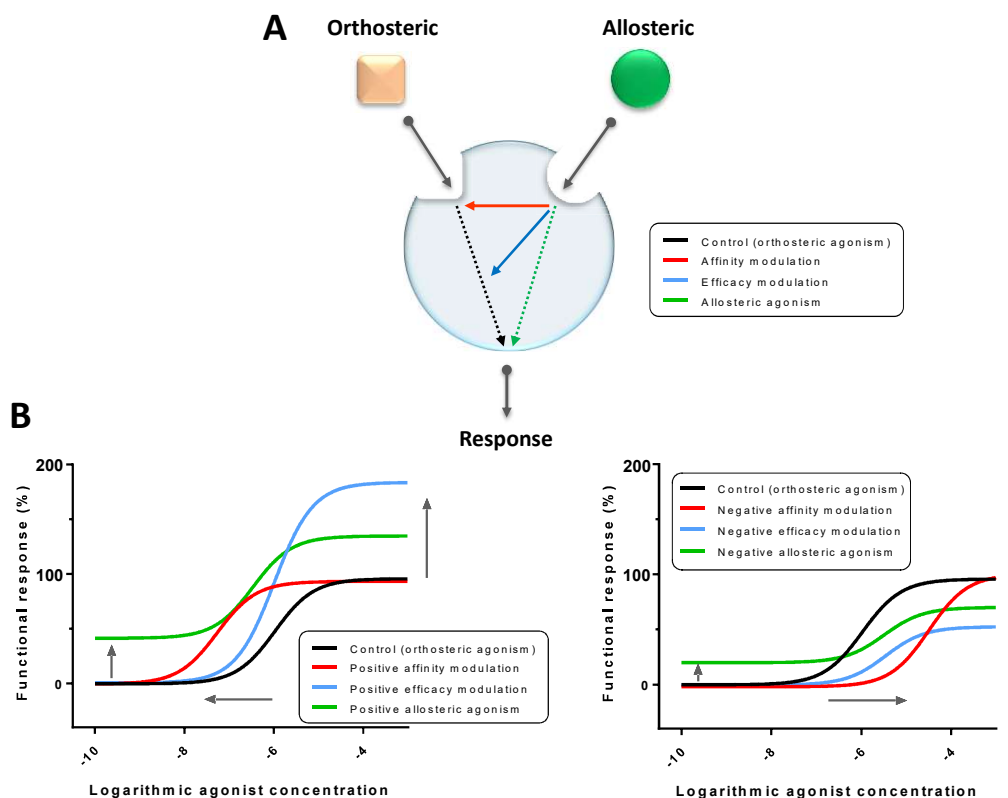 A
Orthosteric
Allosteric
Control (orthosteric agonism)
Affinity modulation
Efficacy modulation
Allosteric agonism
Response
B
Functional response (%)
200
100
0
-10
-8
-6
-4
Logarithmic agonist concentration
Control (orthosteric agonism)
Positive affinity modulation
Positive efficacy modulation
Positive allosteric agonism
Functional response (%)
200
100
0
-10
-8
-6
-4
Logarithmic agonist concentration
Control (orthosteric agonism)
Negative affinity modulation
Negative efficacy modulation
Negative allosteric agonism